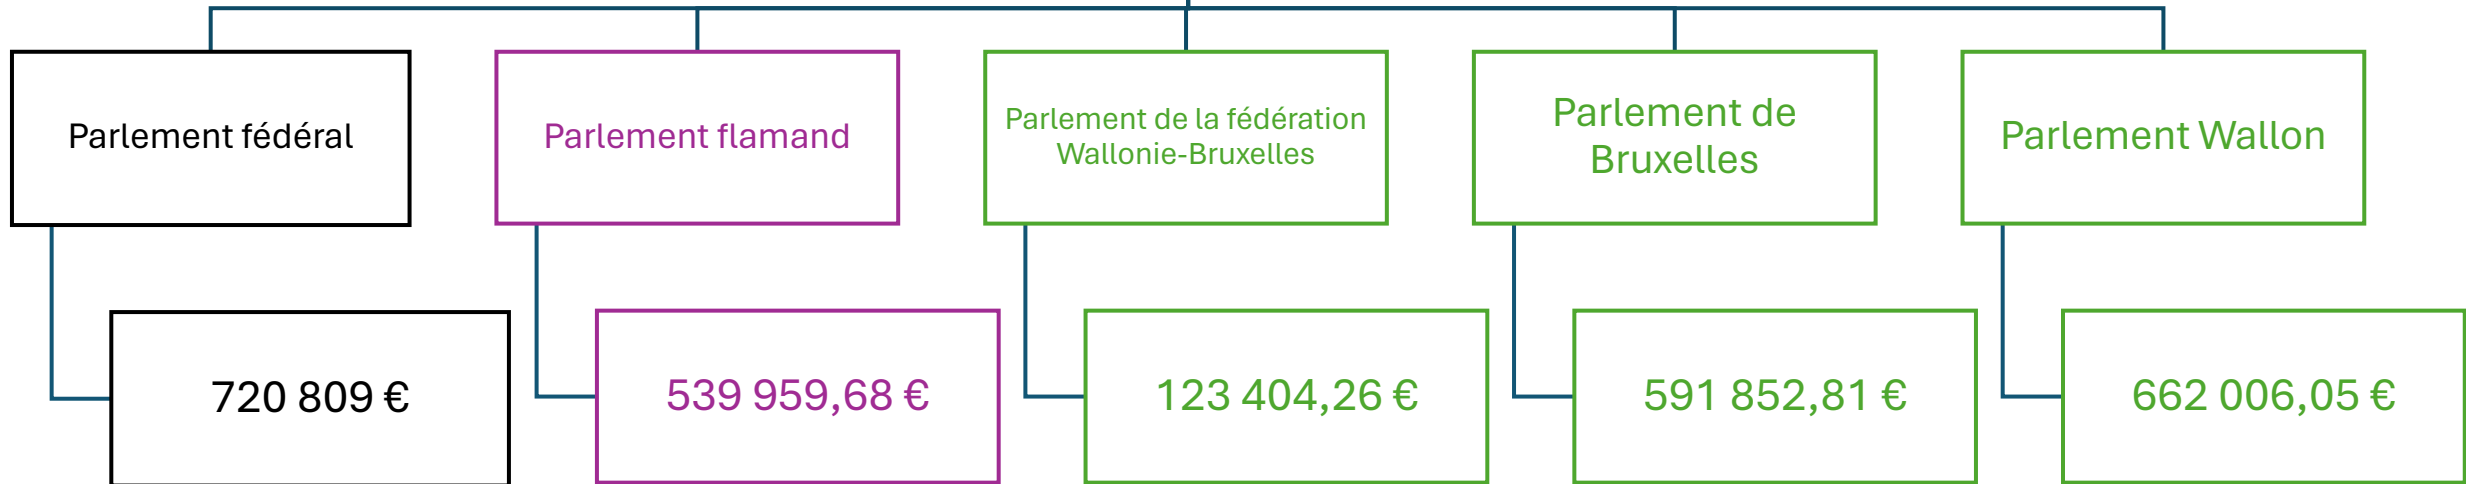 Parlement fédéral
Parlement flamand
Parlement de la fédération
Wallonie-Bruxelles
Parlement de
Bruxelles
Parlement Wallon
720 809 €
539 959,68 €
123 404,26 €
591 852,81 €
662 006,05 €